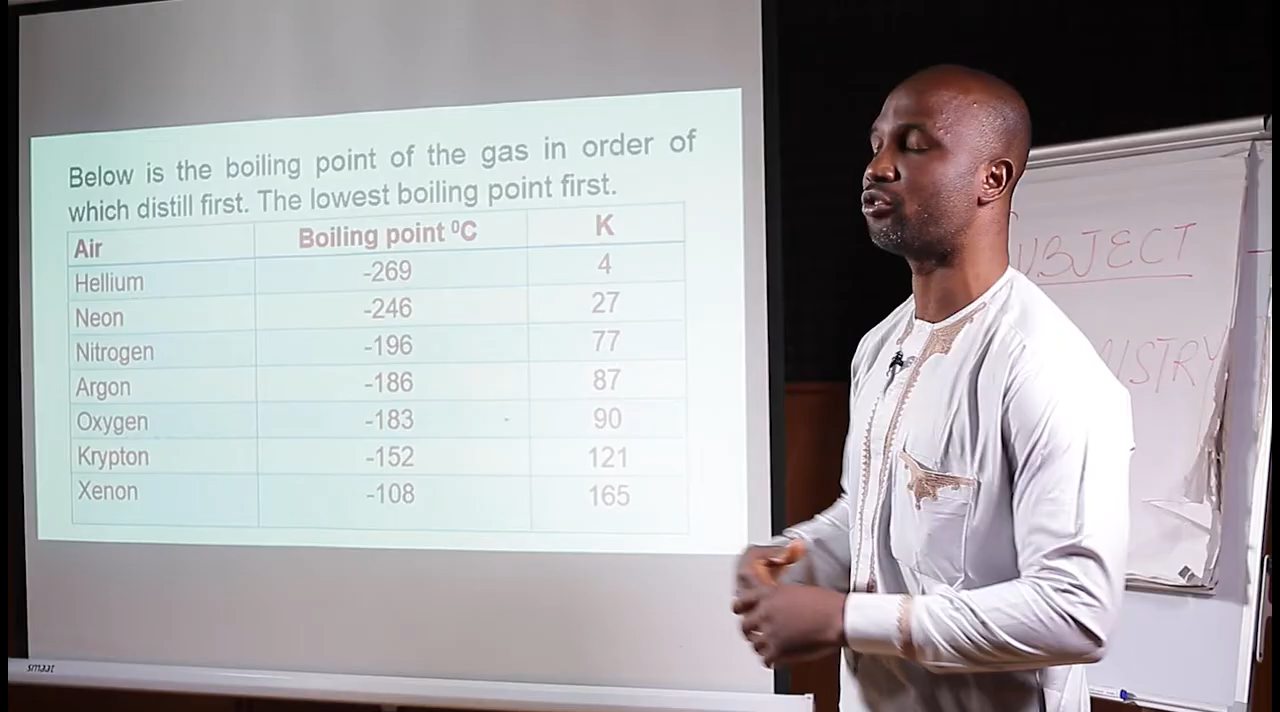 Below is the boiling point of the gas in order of
which distill first. The lowest boiling point first.
Air Boiling point ⁰C K
Hellium -269 4
Neon -246 27
Nitrogen -196 77
Argon -186 87
Oxygen -183 90
Krypton -152 121
Xenon -108 165
smaat